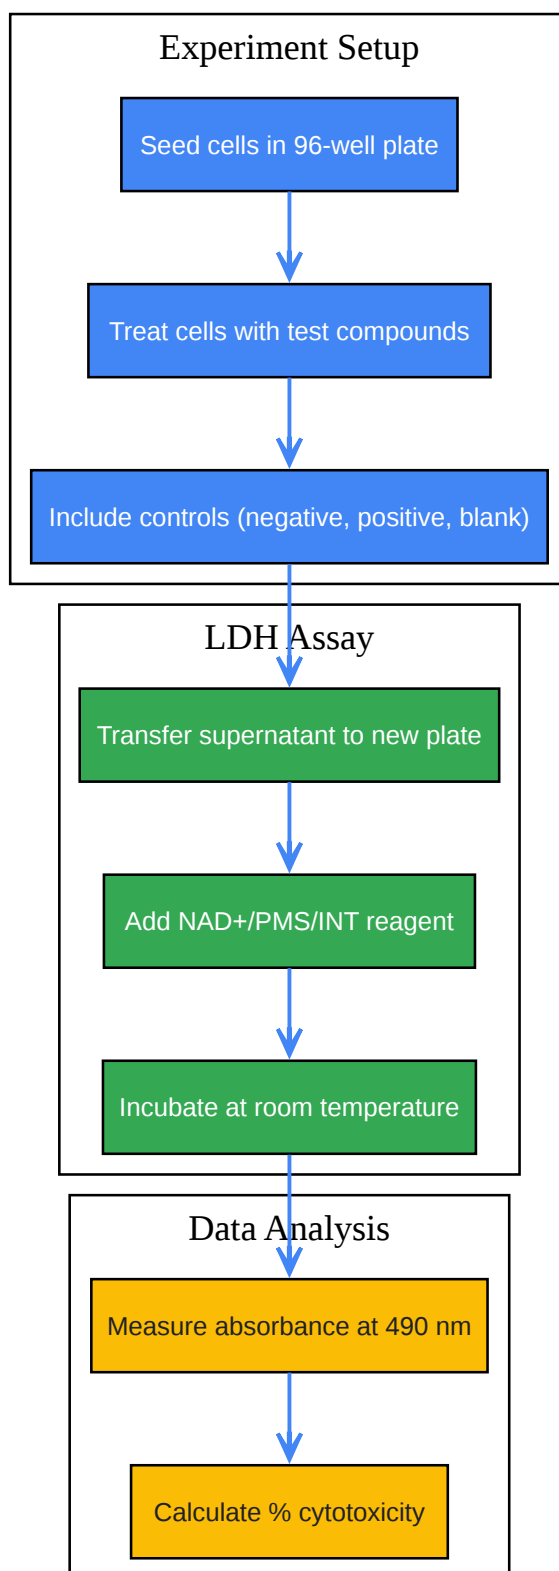 Experiment Setup
Seed cells in 96-well plate
Treat cells with test compounds
Include controls (negative, positive, blank)
LDH Assay
Transfer supernatant to new plate
Add NAD+/PMS/INT reagent
Incubate at room temperature
Data Analysis
Measure absorbance at 490 nm
Calculate % cytotoxicity